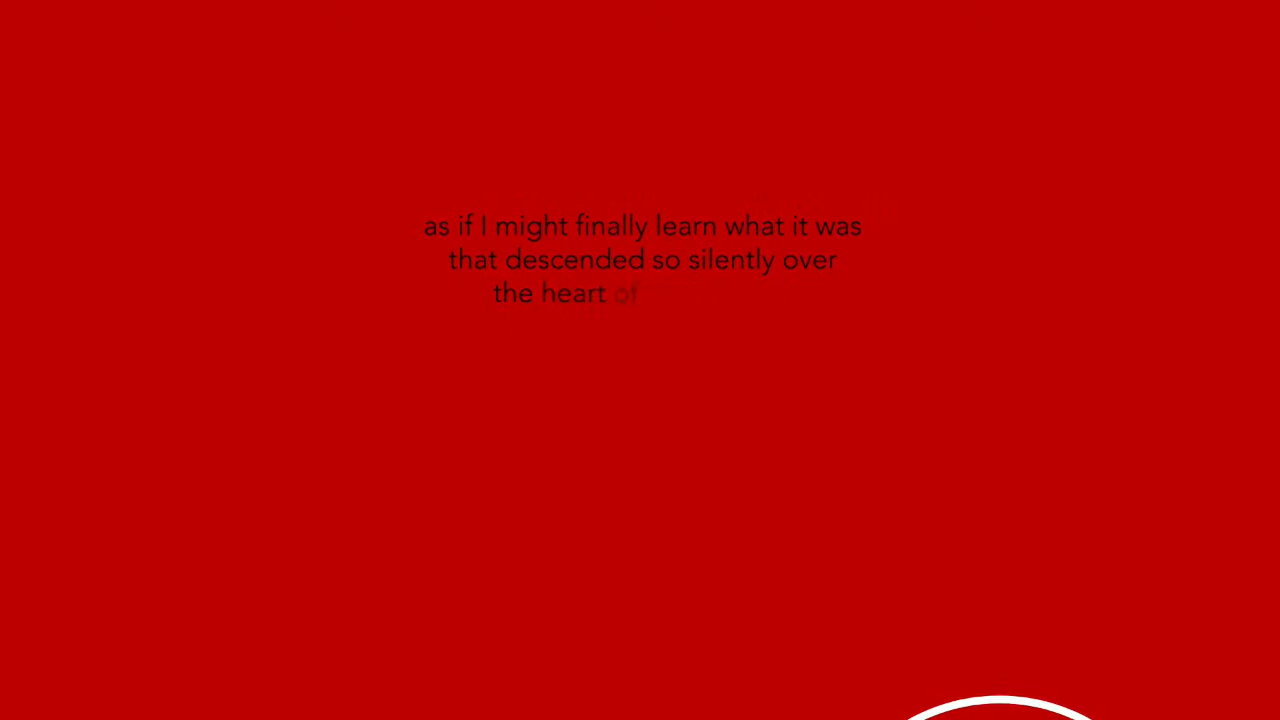 as if I might finally learn what it was
that descended so silently over
the heart of